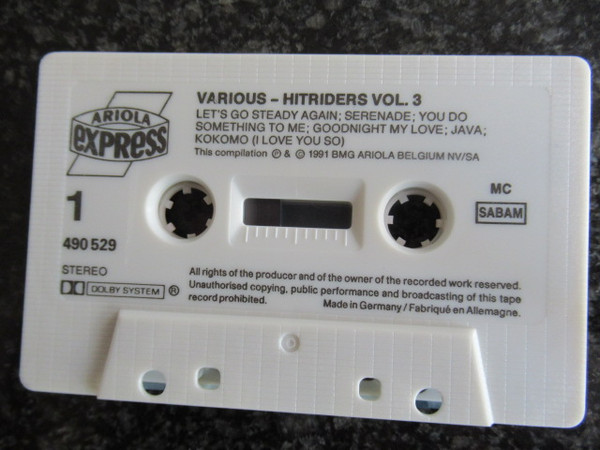 ARIOLA
EXPRESS
VARIOUS – HITRIDERS VOL. 3
LET'S GO STEADY AGAIN; SERENADE; YOU DO
SOMETHING TO ME; GOODNIGHT MY LOVE; JAVA;
KOKOMO (I LOVE YOU SO)
This compilation ℗ & © 1991 BMG ARIOLA BELGIUM NV/SA
1
MC
SABAM
490 529
STEREO
DOLBY SYSTEM ®
All rights of the producer and of the owner of the recorded work reserved.
Unauthorised copying, public performance and broadcasting of this tape
record prohibited. Made in Germany / Fabriqué en Allemagne.